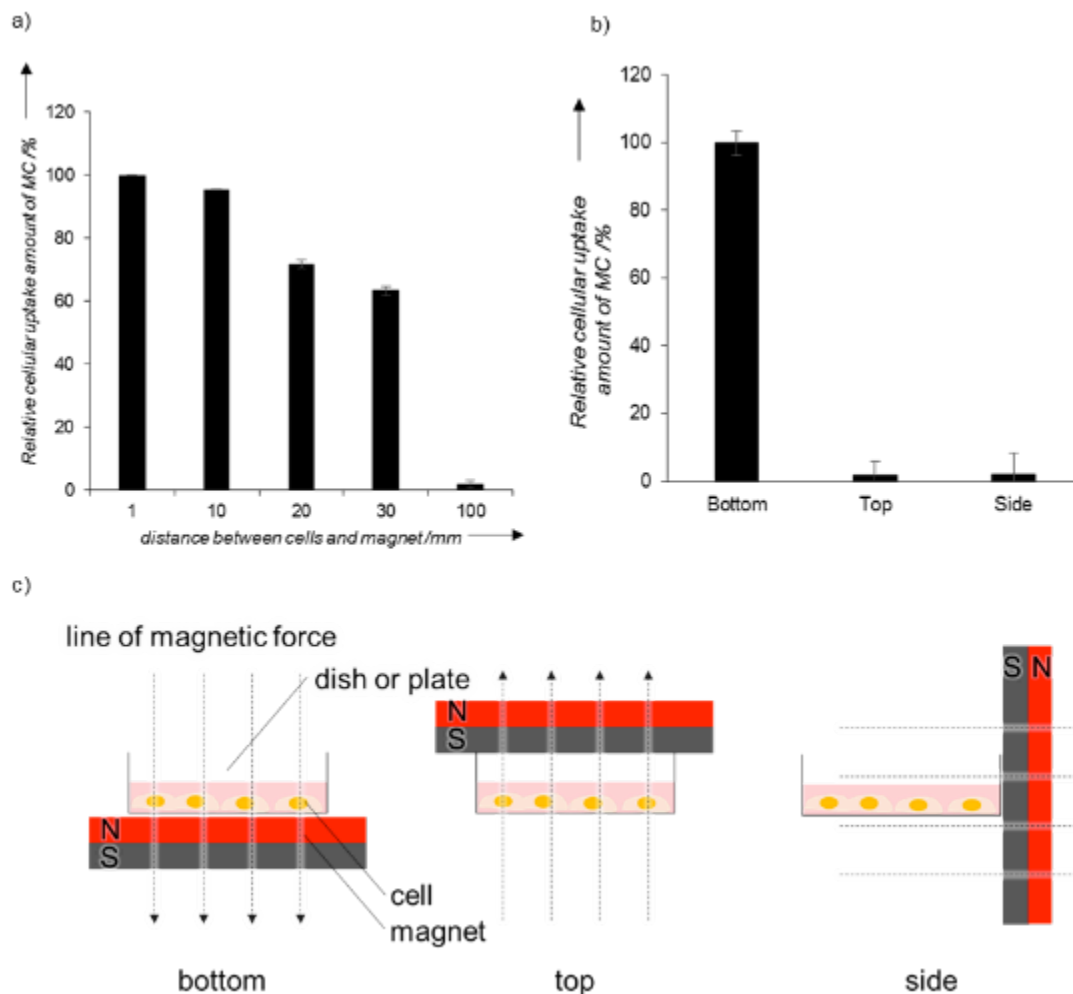 a)
Relative cellular uptake amount of MC /%
120
100
80
60
40
20
0
1 10 20 30 100
distance between cells and magnet /mm
b)
Relative cellular uptake
amount of MC /%
120
100
80
60
40
20
0
Bottom Top Side
c)
line of magnetic force
dish or plate
N
S
cell
magnet
bottom
N
S
top
S N
side